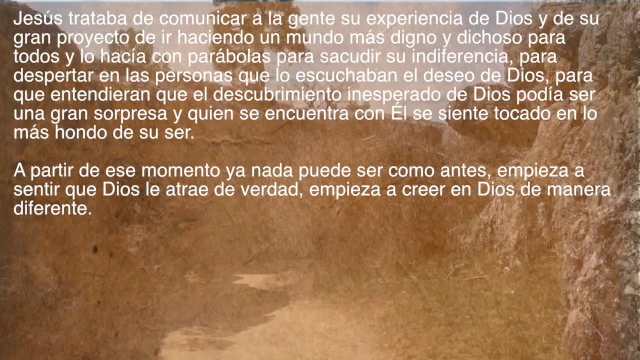 Jesús trataba de comunicar a la gente su experiencia de Dios y de su
gran proyecto de ir haciendo un mundo más digno y dichoso para
todos y lo hacía con parábolas para sacudir su indiferencia, para
despertar en las personas que lo escuchaban el deseo de Dios, para
que entendieran que el descubrimiento inesperado de Dios podía ser
una gran sorpresa y quien se encuentra con Él se siente tocado en lo
más hondo de su ser.
A partir de ese momento ya nada puede ser como antes, empieza a
sentir que Dios le atrae de verdad, empieza a creer en Dios de manera
diferente.